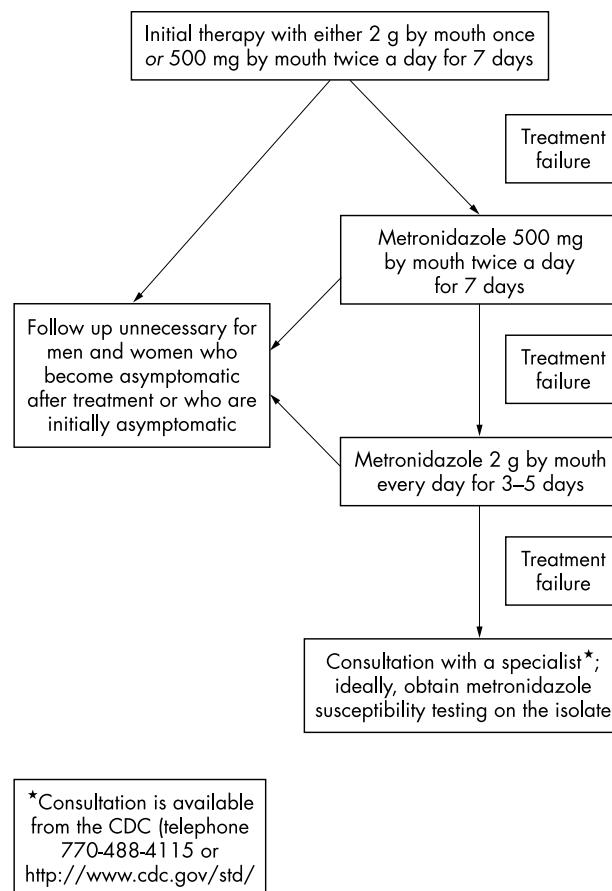 Initial therapy with either 2 g by mouth once
or 500 mg by mouth twice a day for 7 days
Treatment
failure
Metronidazole 500 mg
by mouth twice a day
for 7 days
Follow up unnecessary for
men and women who
become asymptomatic
after treatment or who are
initially asymptomatic
Treatment
failure
Metronidazole 2 g by mouth
every day for 3–5 days
Treatment
failure
Consultation with a specialist★;
ideally, obtain metronidazole
susceptibility testing on the isolate
★Consultation is available
from the CDC (telephone
770-488-4115 or
http://www.cdc.gov/std/